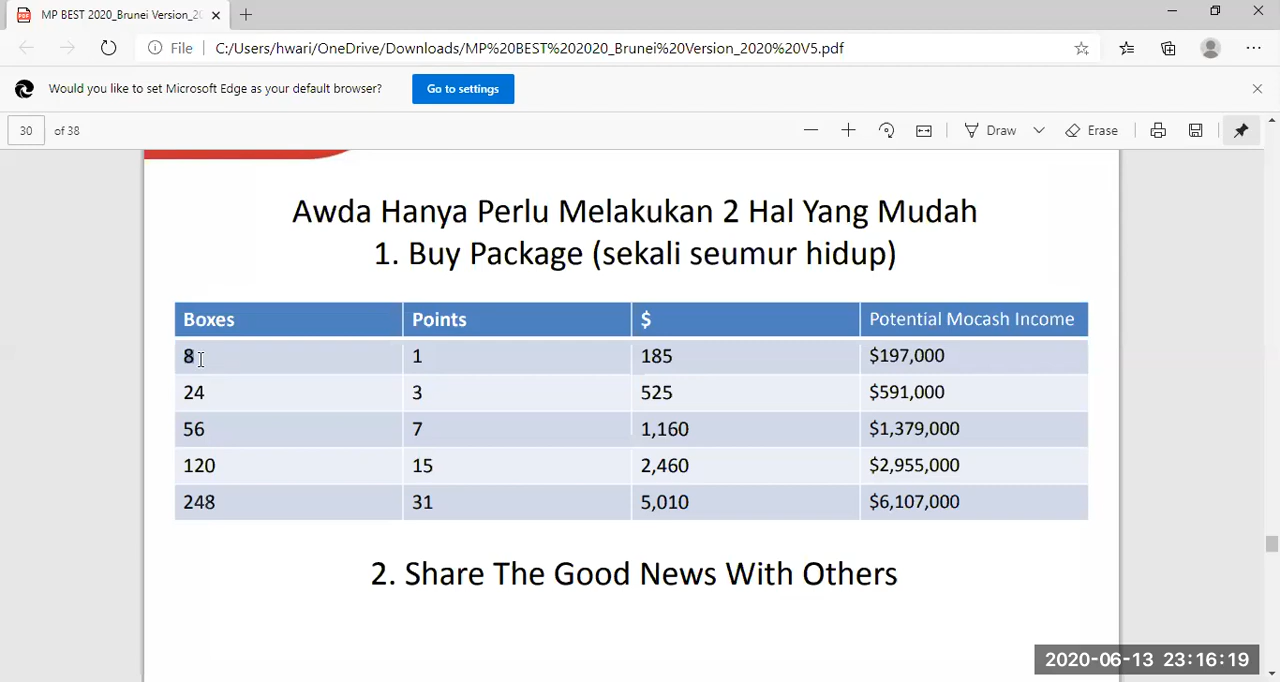 MP BEST 2020_Brunei Version_20
File
C:/Users/hwari/OneDrive/Downloads/MP%20BEST%202020_Brunei%20Version_2020%20V5.pdf
Would you like to set Microsoft Edge as your default browser?
Go to settings
30 of 38
Draw
Erase
Awda Hanya Perlu Melakukan 2 Hal Yang Mudah
1. Buy Package (sekali seumur hidup)
Boxes Points $ Potential Mocash Income
8 1 185 $197,000
24 3 525 $591,000
56 7 1,160 $1,379,000
120 15 2,460 $2,955,000
248 31 5,010 $6,107,000
2. Share The Good News With Others
2020-06-13 23:16:19